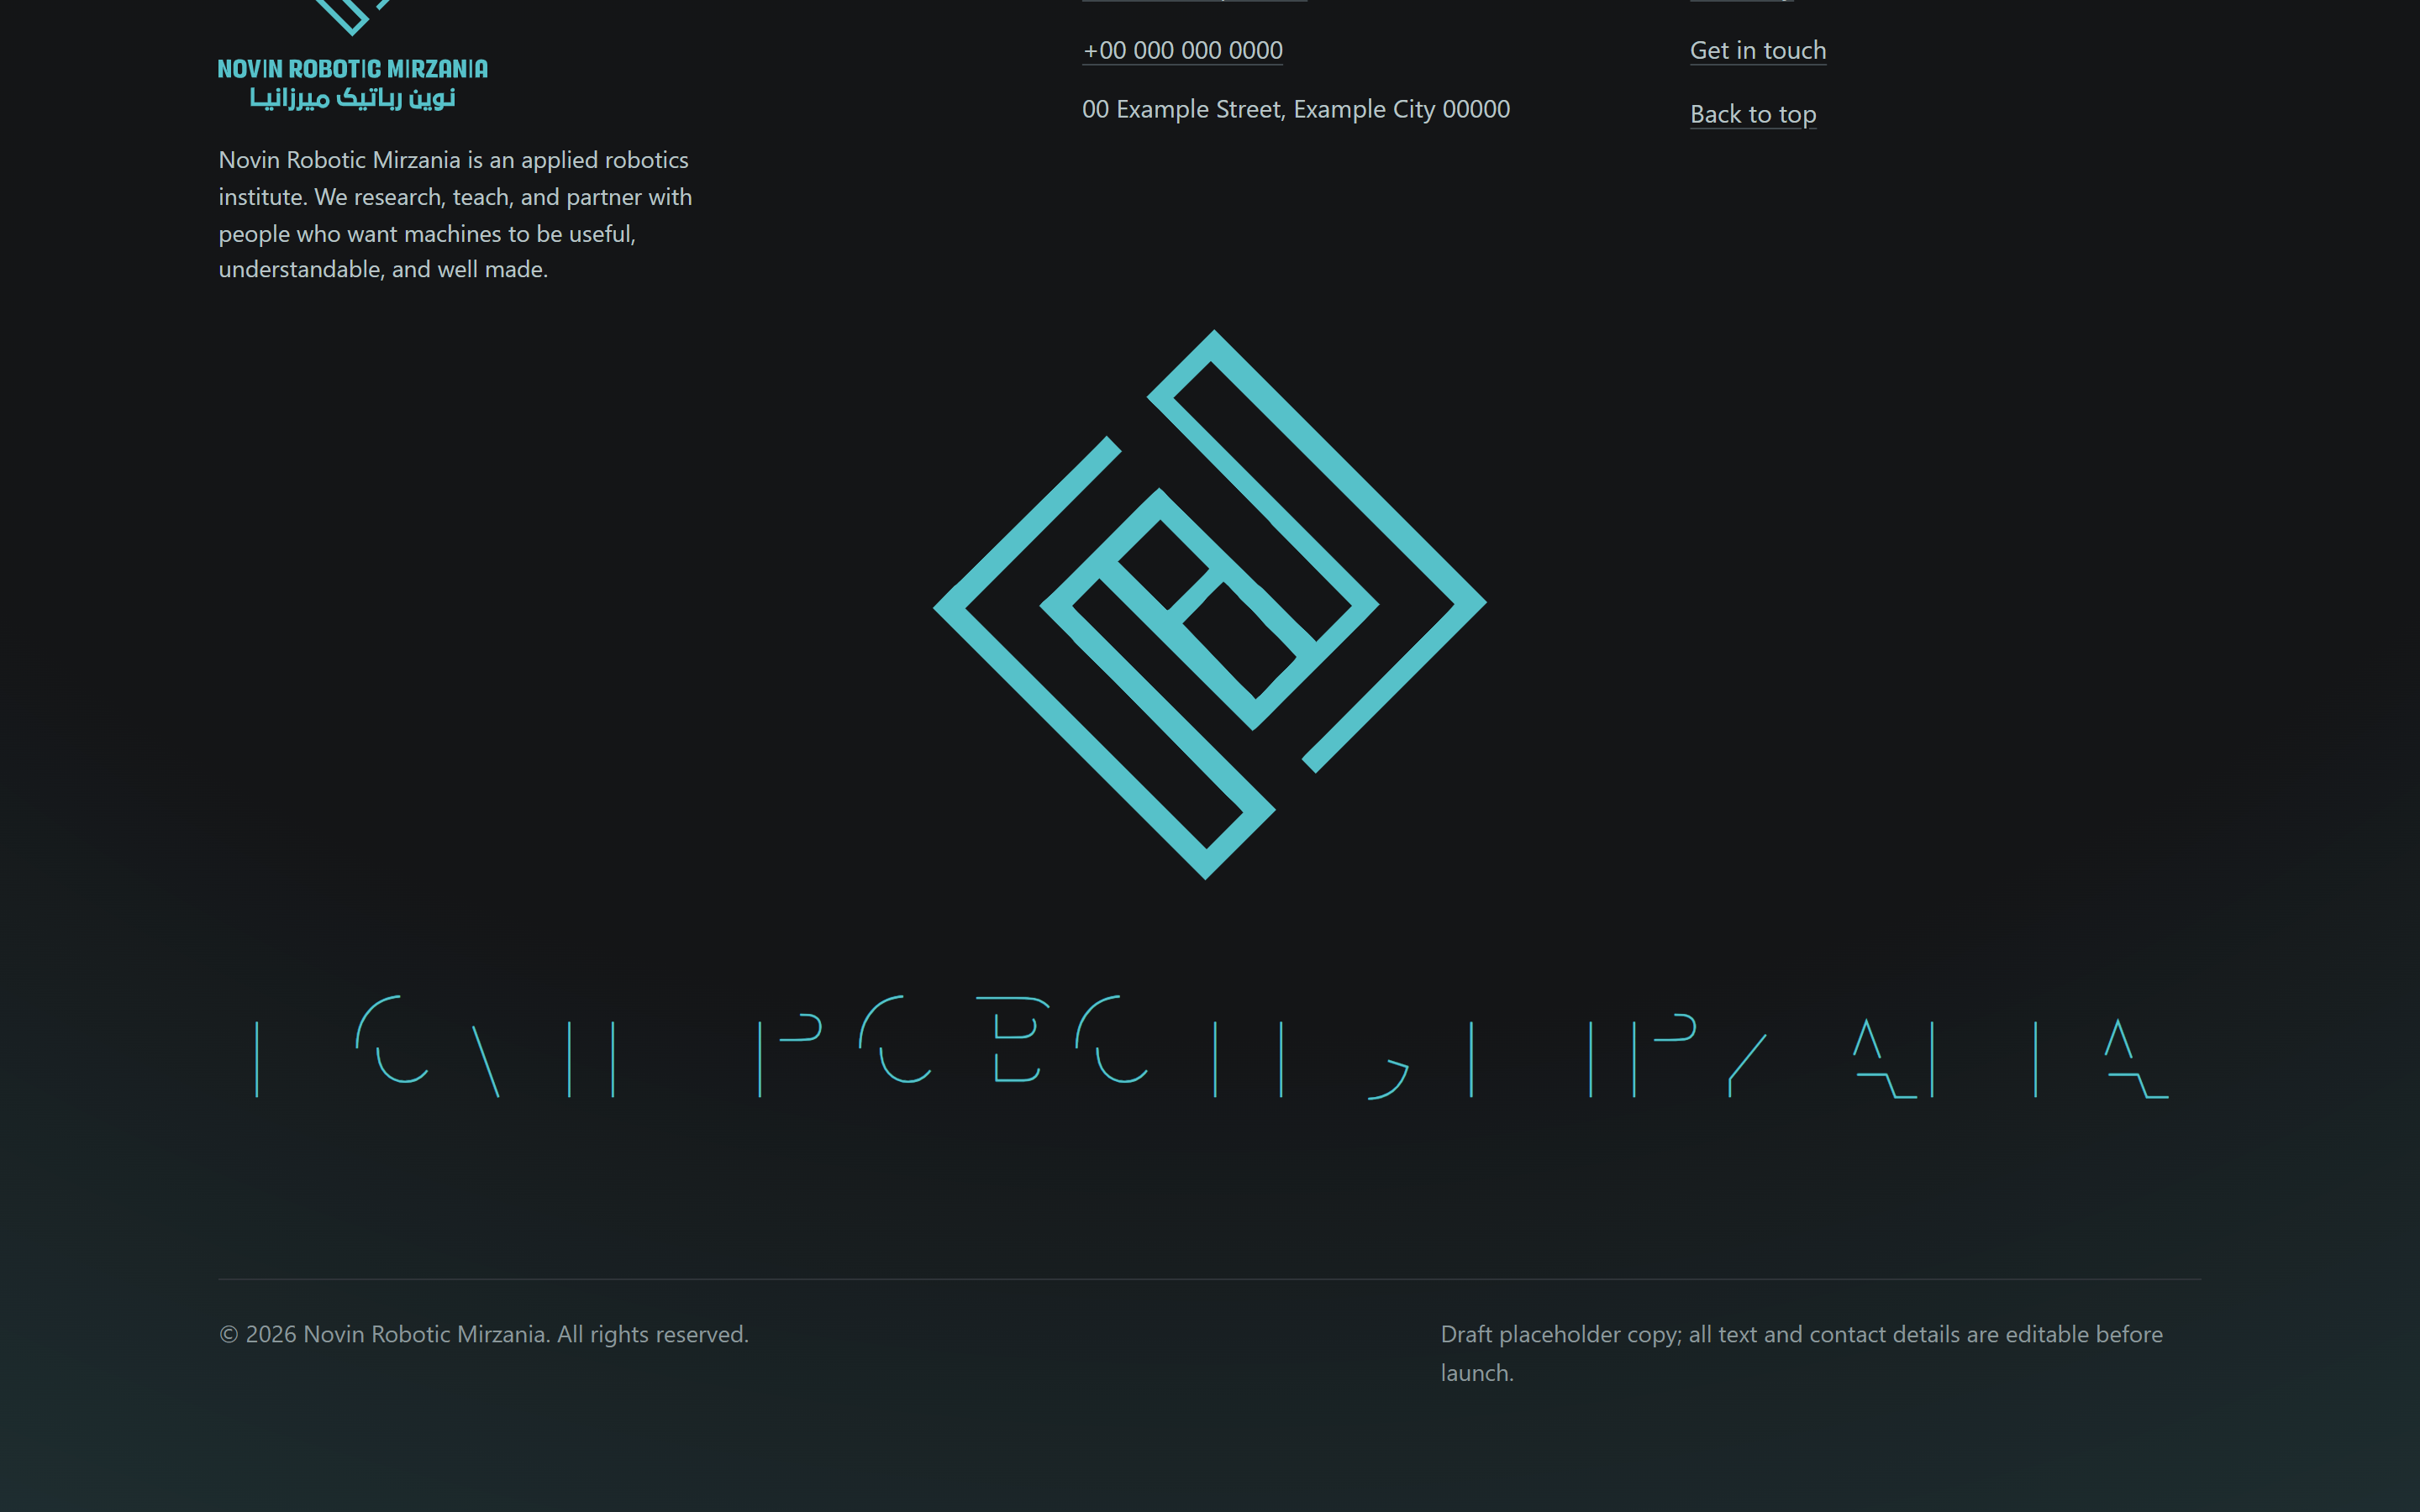 NOVIN ROBOTIC MIRZANIA
نوین رباتیک میرزانیا
Novin Robotic Mirzania is an applied robotics
institute. We research, teach, and partner with
people who want machines to be useful,
understandable, and well made.
+00 000 000 0000
00 Example Street, Example City 00000
Get in touch
Back to top
© 2026 Novin Robotic Mirzania. All rights reserved.
Draft placeholder copy; all text and contact details are editable before
launch.